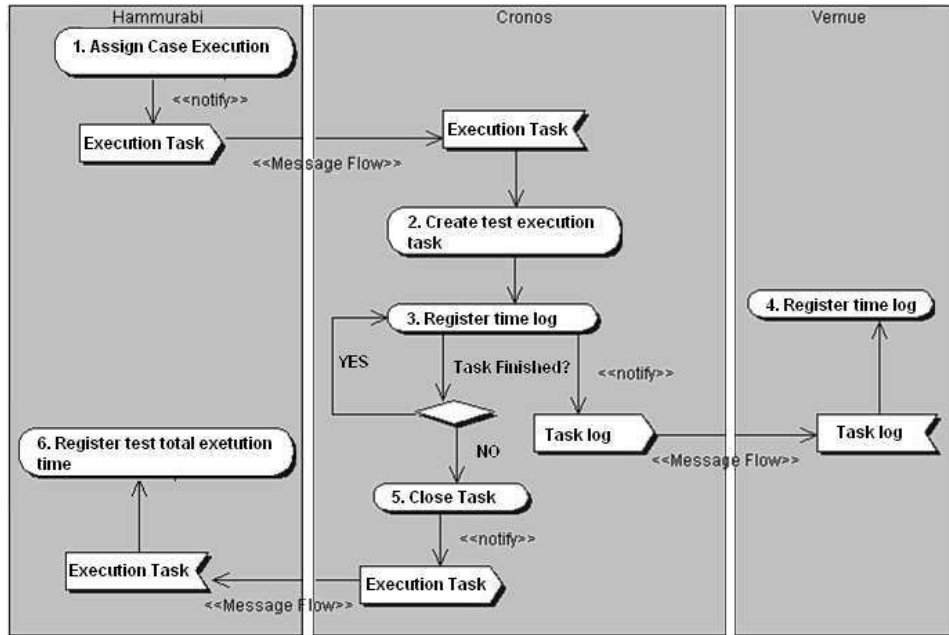 Hammurabi
Cronos
Vernue
1. Assign Case Execution
<<notify>>
Execution Task
<<Message Flow>>
Execution Task
2. Create test execution
task
3. Register time log
4. Register time log
YES
Task Finished?
<<notify>>
Task log
<<Message Flow>>
Task log
NO
6. Register test total exetution
time
5. Close Task
<<notify>>
Execution Task
<<Message Flow>>
Execution Task